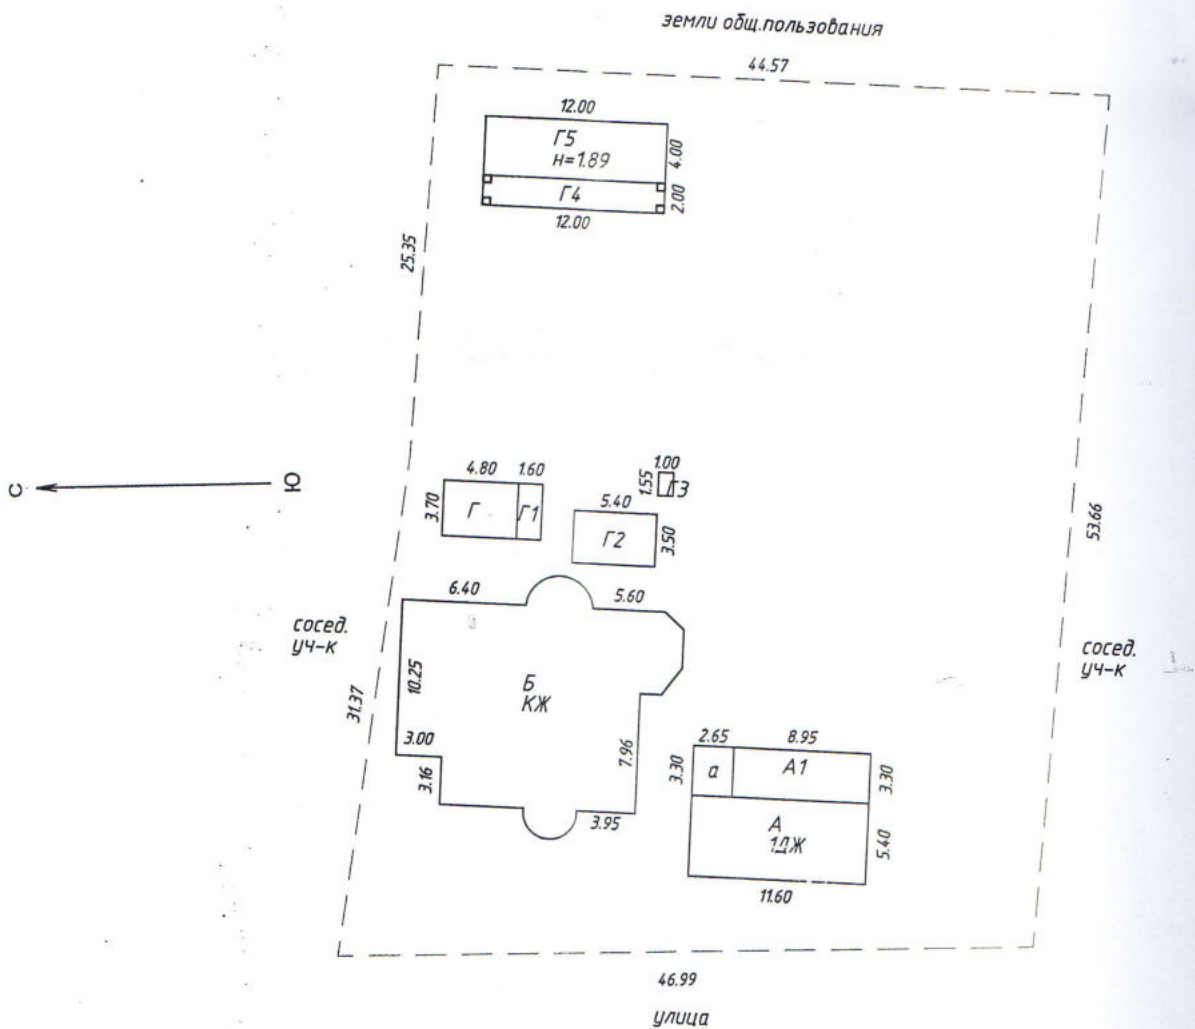 земли общ.пользования
44.57
12.00
Г5
н=1.89
4.00
Г4
2.00
12.00
25.35
С
Ю
4.80
1.60
1.00
1.55
Г3
3.70
Г
Г1
5.40
Г2
3.50
53.66
6.40
5.60
сосед.
уч-к
сосед.
уч-к
10.25
Б
КЖ
31.37
3.00
7.96
3.16
3.95
2.65
8.95
3.30
а
А1
3.30
А
1ДЖ
5.40
11.60
46.99
улица